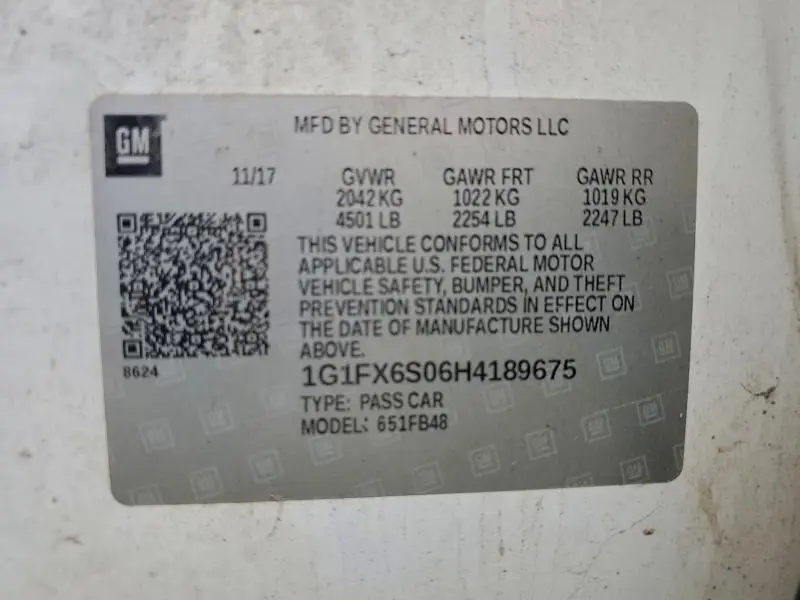 GM
MFD BY GENERAL MOTORS LLC
11/17 GVWR GAWR FRT GAWR RR
2042 KG 1022 KG 1019 KG
4501 LB 2254 LB 2247 LB
THIS VEHICLE CONFORMS TO ALL
APPLICABLE U.S. FEDERAL MOTOR
VEHICLE SAFETY, BUMPER, AND THEFT
PREVENTION STANDARDS IN EFFECT ON
THE DATE OF MANUFACTURE SHOWN
ABOVE.
8624
1G1FX6S06H4189675
TYPE: PASS CAR
MODEL: 651FB48